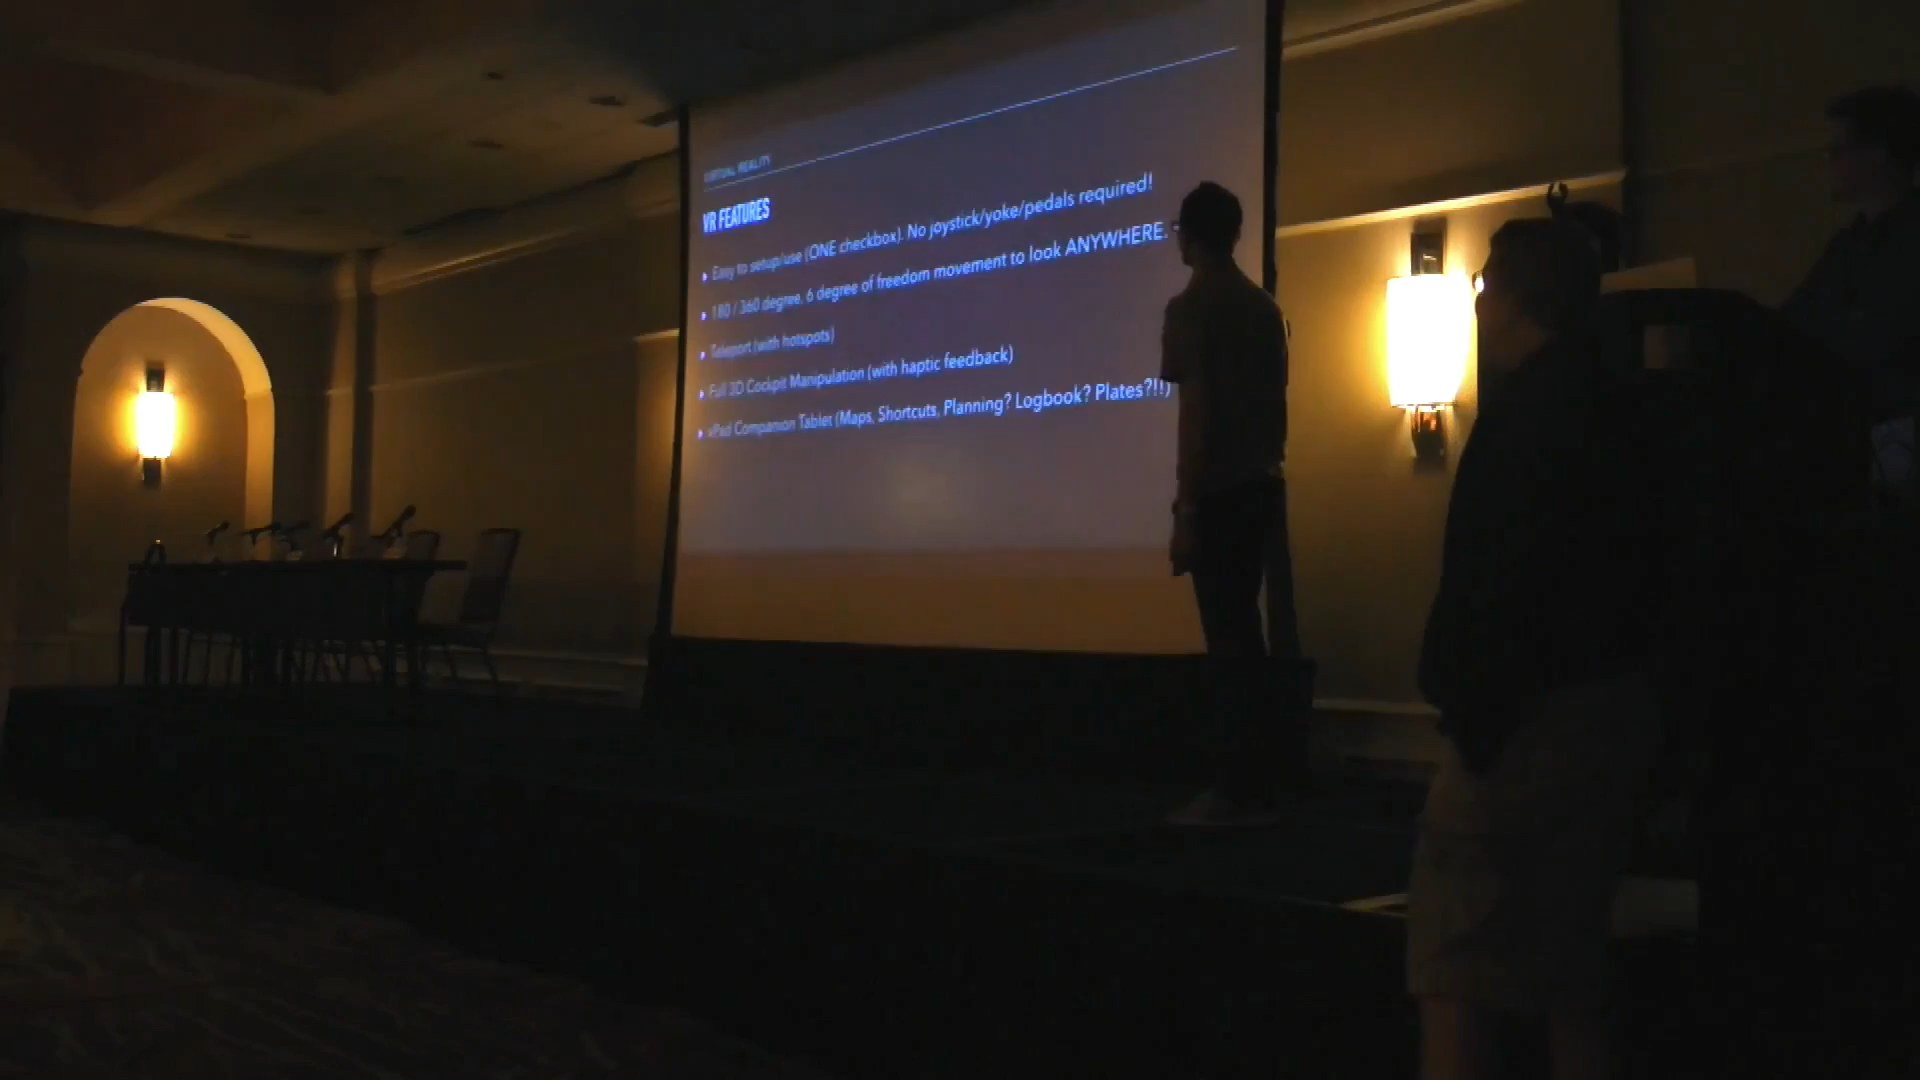 VIRTUAL REALITY
VR FEATURES
Easy to setup/use (ONE checkbox). No joystick/yoke/pedals required!
180 / 360 degree, 6 degree of freedom movement to look ANYWHERE.
Teleport (with hotspots)
Full 3D Cockpit Manipulation (with haptic feedback)
xPad Companion Tablet (Maps, Shortcuts, Planning? Logbook? Plates?!!)